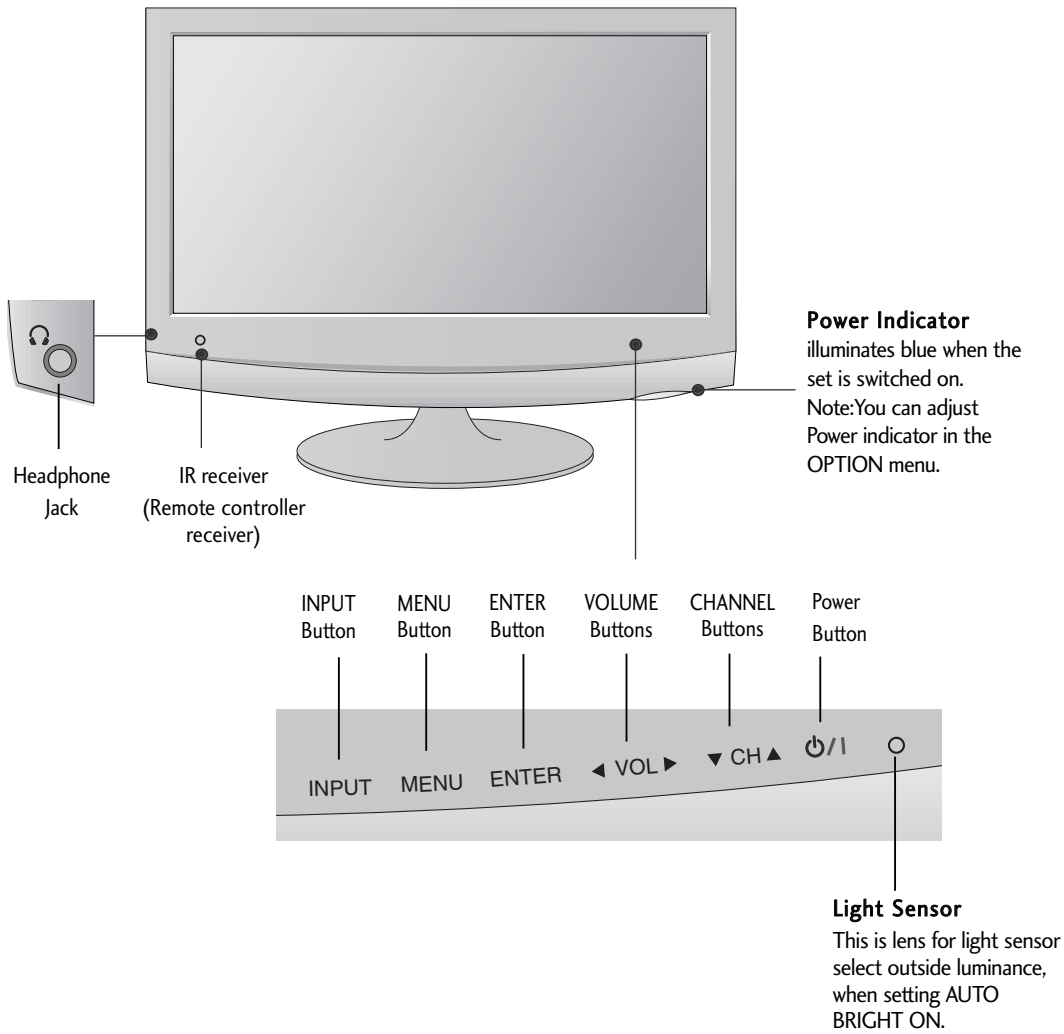 Power Indicator
illuminates blue when the
set is switched on.
Note:You can adjust
Power indicator in the
OPTION menu.
Headphone
Jack
IR receiver
(Remote controller
receiver)
INPUT
Button
MENU
Button
ENTER
Button
VOLUME
Buttons
CHANNEL
Buttons
Power
Button
INPUT
MENU
ENTER
◄ VOL ►
▼ CH ▲
⏻/I
Light Sensor
This is lens for light sensor
select outside luminance,
when setting AUTO
BRIGHT ON.